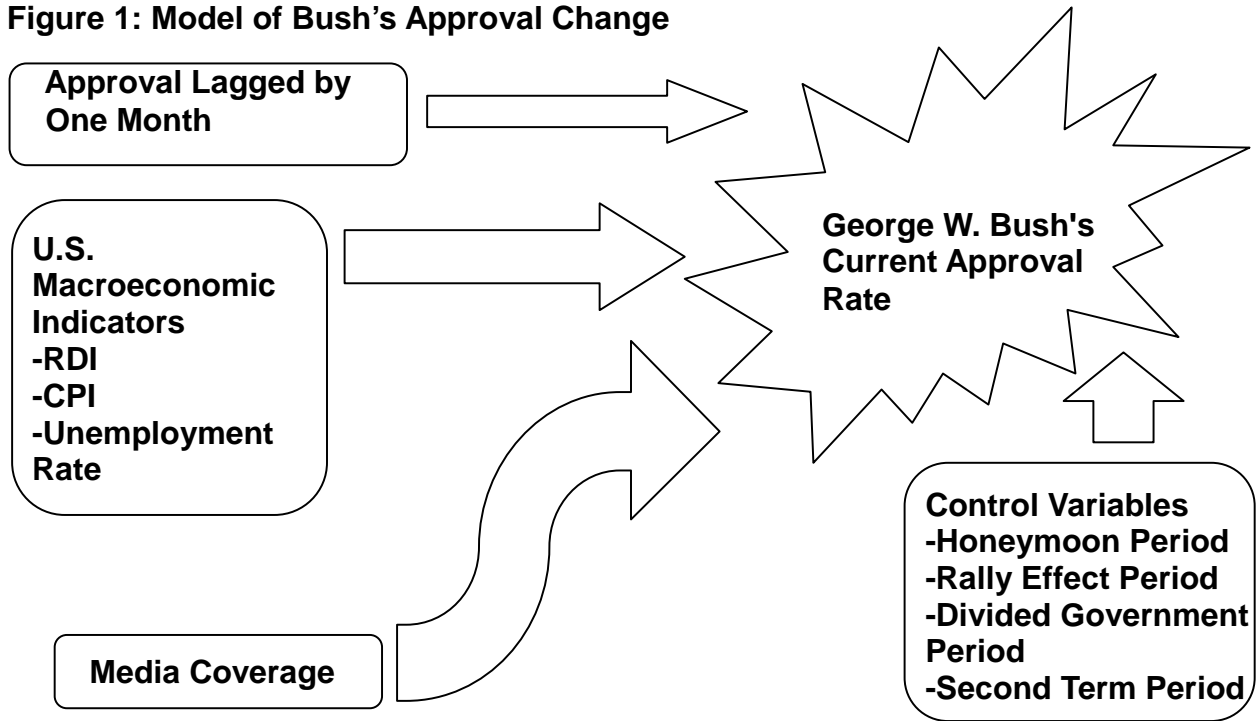 Figure 1: Model of Bush's Approval Change
Approval Lagged by
One Month
U.S.
Macroeconomic
Indicators
-RDI
-CPI
-Unemployment
Rate
George W. Bush's
Current Approval
Rate
Media Coverage
Control Variables
-Honeymoon Period
-Rally Effect Period
-Divided Government
Period
-Second Term Period